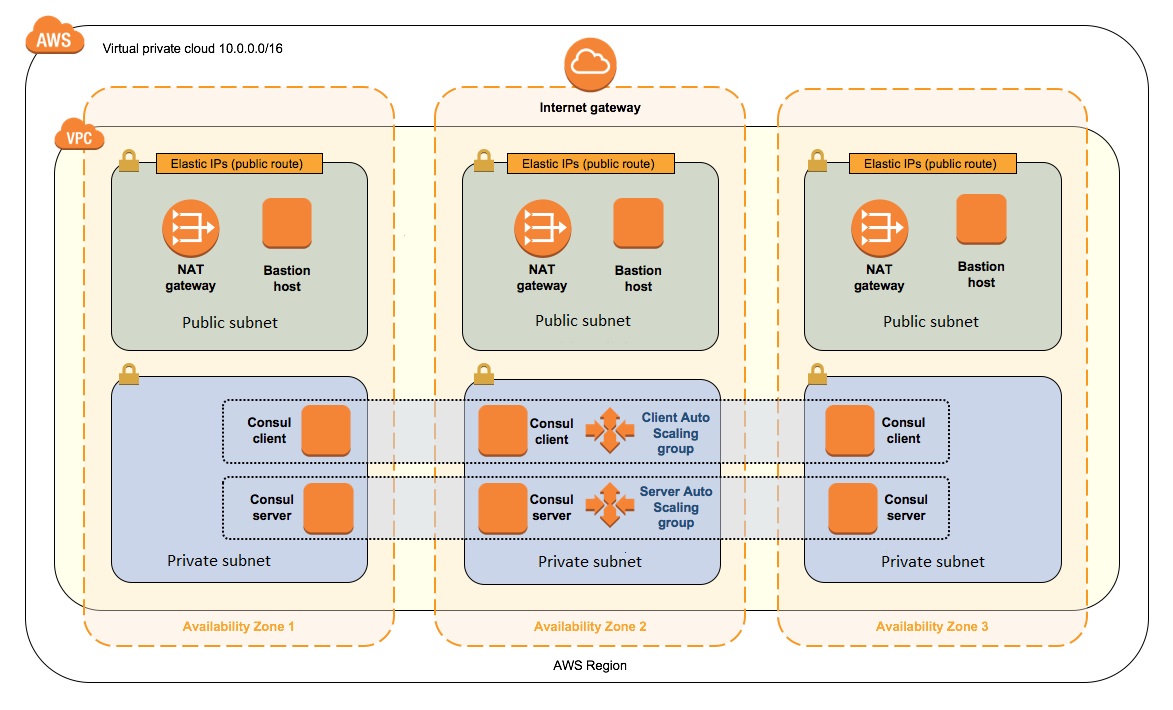 AWS
Virtual private cloud 10.0.0.0/16
Internet gateway
VPC
Elastic IPs (public route)
NAT
gateway
Bastion
host
Public subnet
Elastic IPs (public route)
NAT
gateway
Bastion
host
Public subnet
Elastic IPs (public route)
NAT
gateway
Bastion
host
Public subnet
Consul
client
Consul
client
Client Auto
Scaling
group
Consul
client
Consul
server
Consul
server
Server Auto
Scaling
group
Consul
server
Private subnet
Private subnet
Private subnet
Availability Zone 1
Availability Zone 2
Availability Zone 3
AWS Region